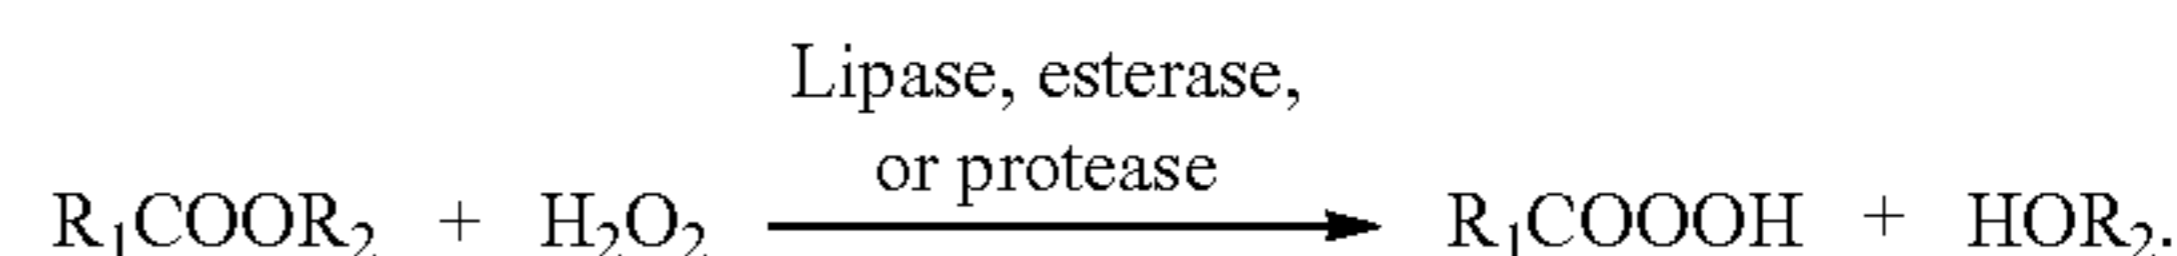 Lipase, esterase,
or protease
R₁COOR₂ + H₂O₂ ⟶ R₁COOOH + HOR₂.